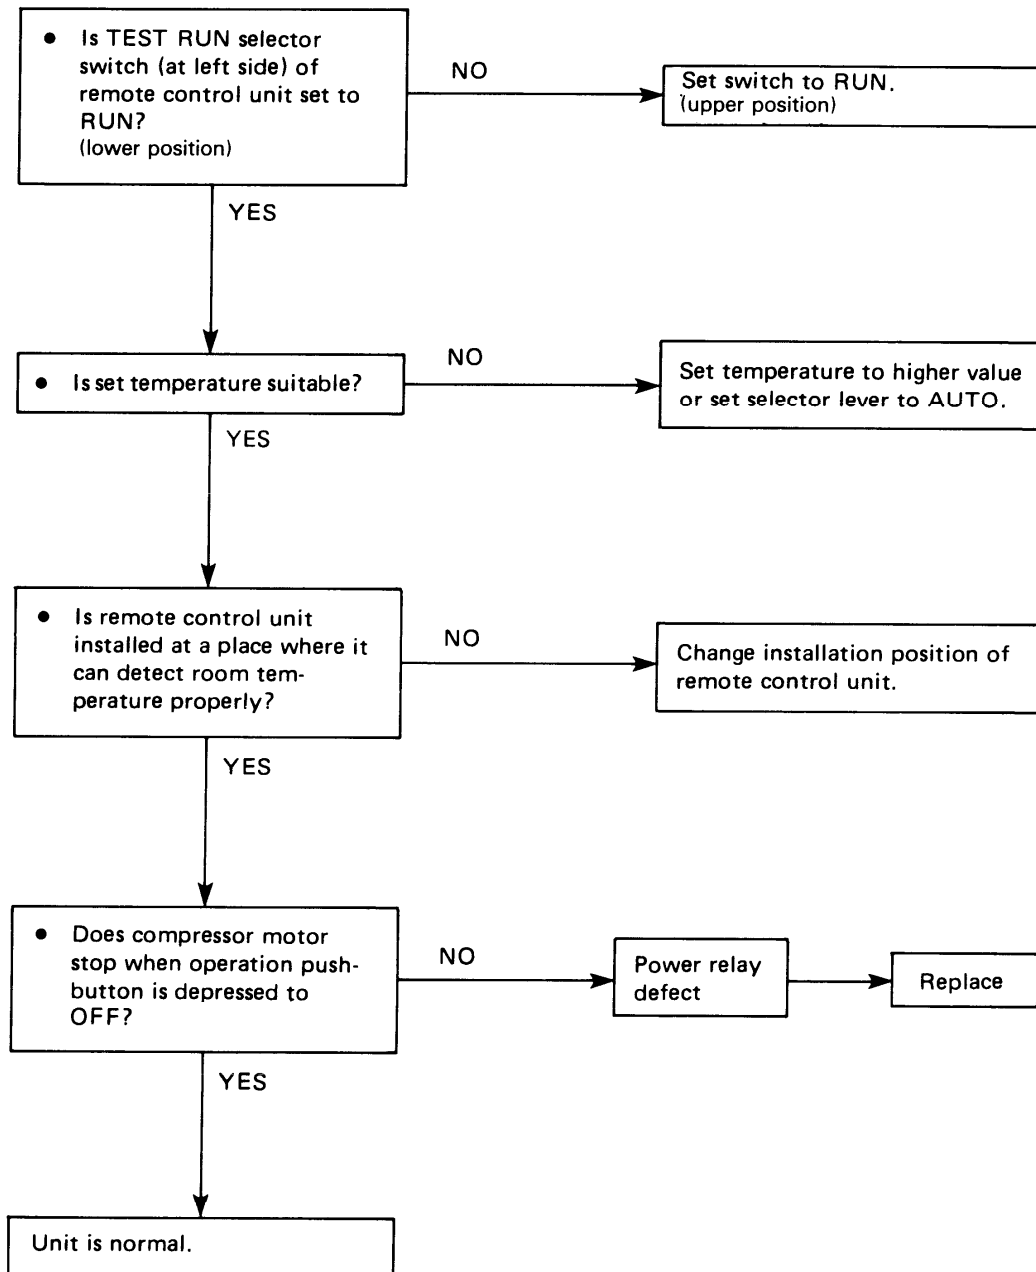 ● Is TEST RUN selector
switch (at left side) of
remote control unit set to
RUN?
(lower position)
NO
Set switch to RUN.
(upper position)
YES
● Is set temperature suitable?
NO
Set temperature to higher value
or set selector lever to AUTO.
YES
● Is remote control unit
installed at a place where it
can detect room tem-
perature properly?
NO
Change installation position of
remote control unit.
YES
● Does compressor motor
stop when operation push-
button is depressed to
OFF?
NO
Power relay
defect
Replace
YES
Unit is normal.